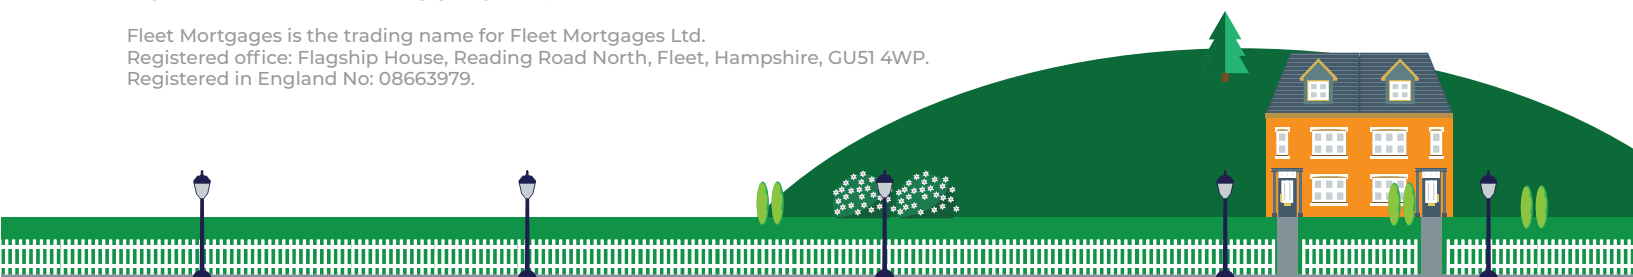 Fleet Mortgages is the trading name for Fleet Mortgages Ltd.
Registered office: Flagship House, Reading Road North, Fleet, Hampshire, GU51 4WP.
Registered in England No: 08663979.